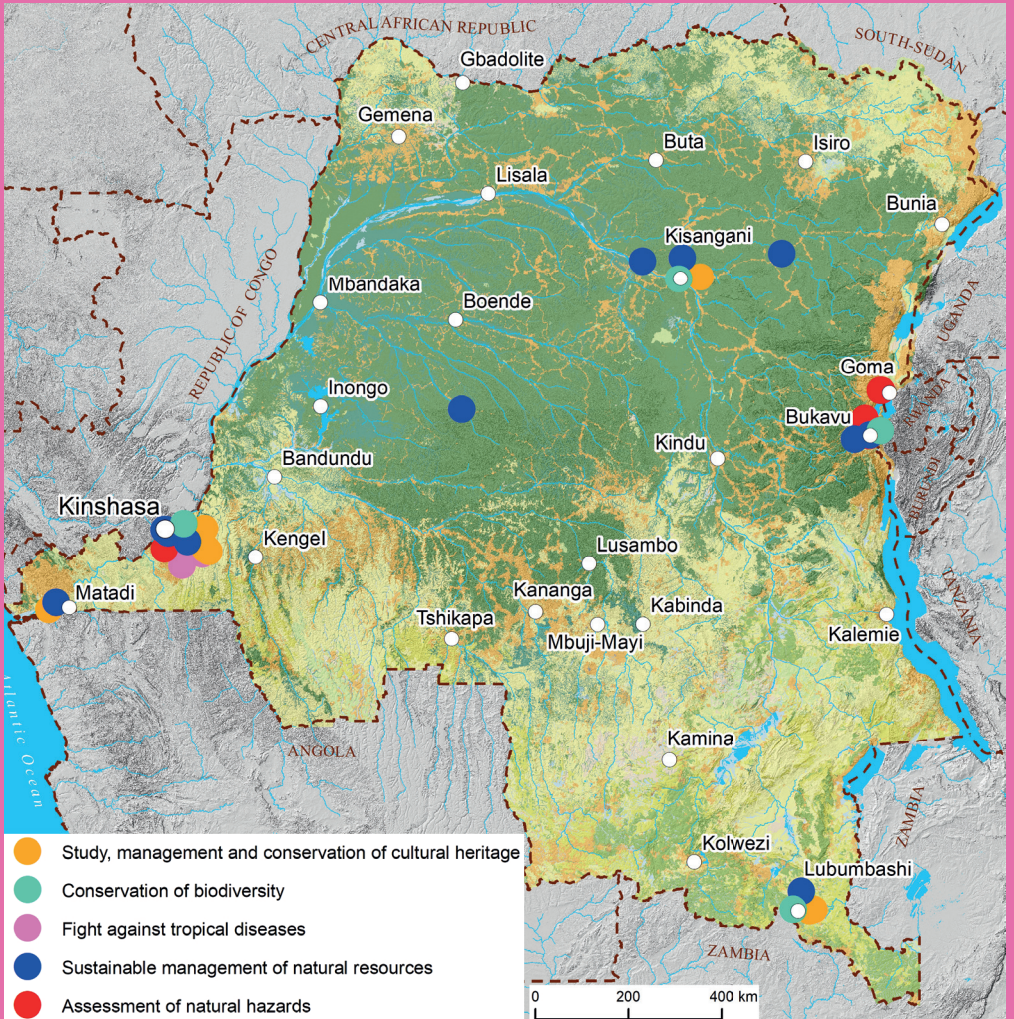 CENTRAL AFRICAN REPUBLIC
SOUTH-SUDAN
Gbadolite
Gemena
Buta
Isiro
Lisala
Bunia
Kisangani
REPUBLIC OF CONGO
Mbandaka
Boende
UGANDA
Goma
Inongo
RWANDA
Bukavu
Kindu
Bandundu
BURUNDI
Kinshasa
Kengel
Lusambo
TANZANIA
Matadi
Kananga
Kabinda
Tshikapa
Mbuji-Mayi
Kalemie
Atlantic Ocean
ANGOLA
Kamina
ZAMBIA
Kolwezi
Lubumbashi
ZAMBIA
Study, management and conservation of cultural heritage
Conservation of biodiversity
Fight against tropical diseases
Sustainable management of natural resources
Assessment of natural hazards
0 200 400 km